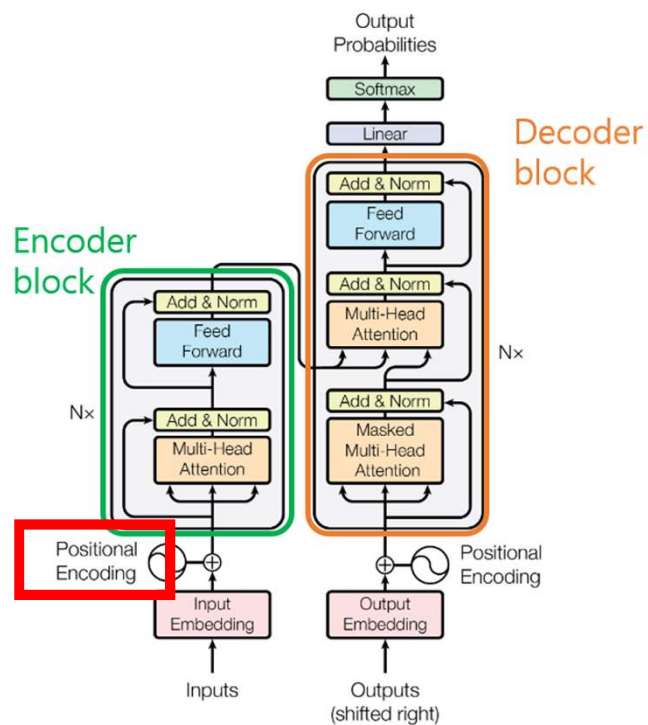 Output
Probabilities
Softmax
Linear
Decoder
block
Add & Norm
Feed
Forward
Add & Norm
Multi-Head
Attention
N×
Add & Norm
Masked
Multi-Head
Attention
Positional
Encoding
Output
Embedding
Outputs
(shifted right)
Encoder
block
Add & Norm
Feed
Forward
N×
Add & Norm
Multi-Head
Attention
Positional
Encoding
Input
Embedding
Inputs